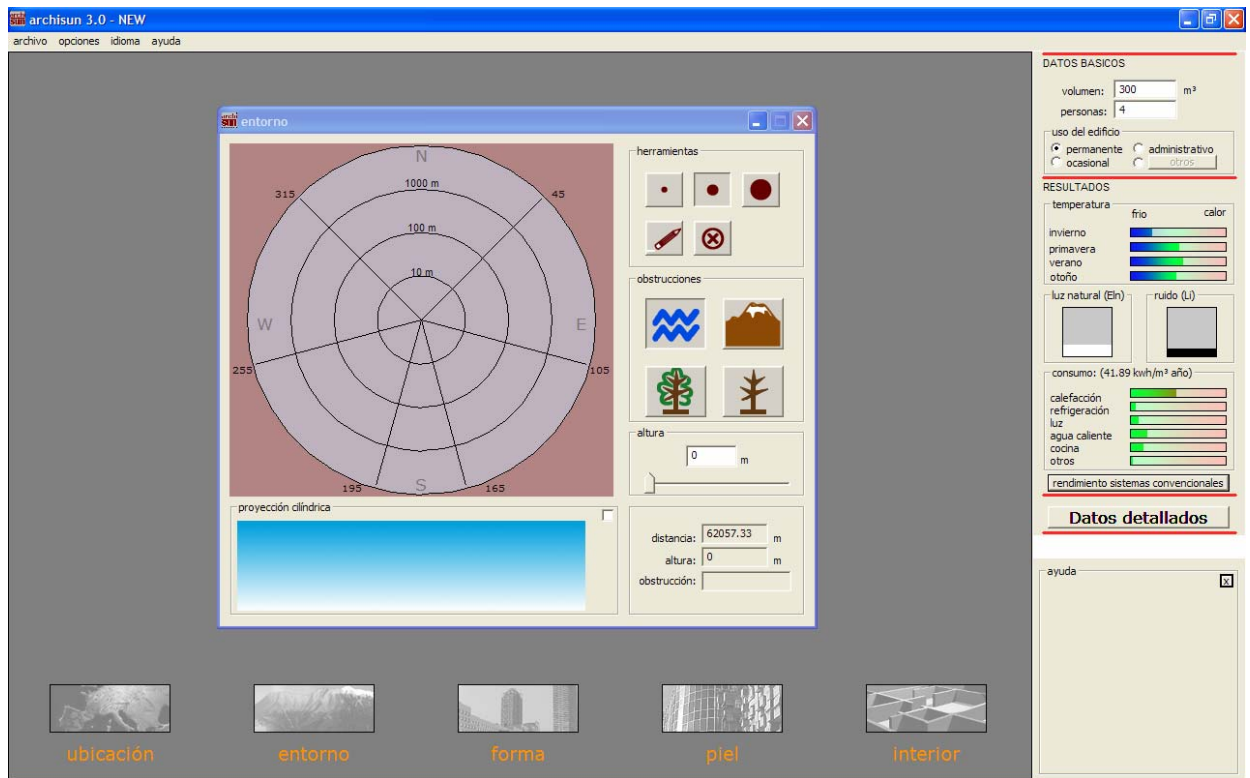 archisun 3.0 - NEW
archivo opciones idioma ayuda
archi sun entorno
N
1000 m
315 45
100 m
10 m
W E
255 105
195 S 165
proyección cilíndrica
herramientas
obstrucciones
altura
0 m
distancia: 62057.33 m
altura: 0 m
obstrucción:
ubicación entorno forma piel interior
DATOS BASICOS
volumen: 300 m³
personas: 4
uso del edificio
permanente administrativo
ocasional otros
RESULTADOS
temperatura
frio calor
invierno
primavera
verano
otoño
luz natural (Eln) ruido (Li)
consumo: (41.89 kwh/m³ año)
calefacción
refrigeración
luz
agua caliente
cocina
otros
rendimiento sistemas convencionales
Datos detallados
ayuda
x